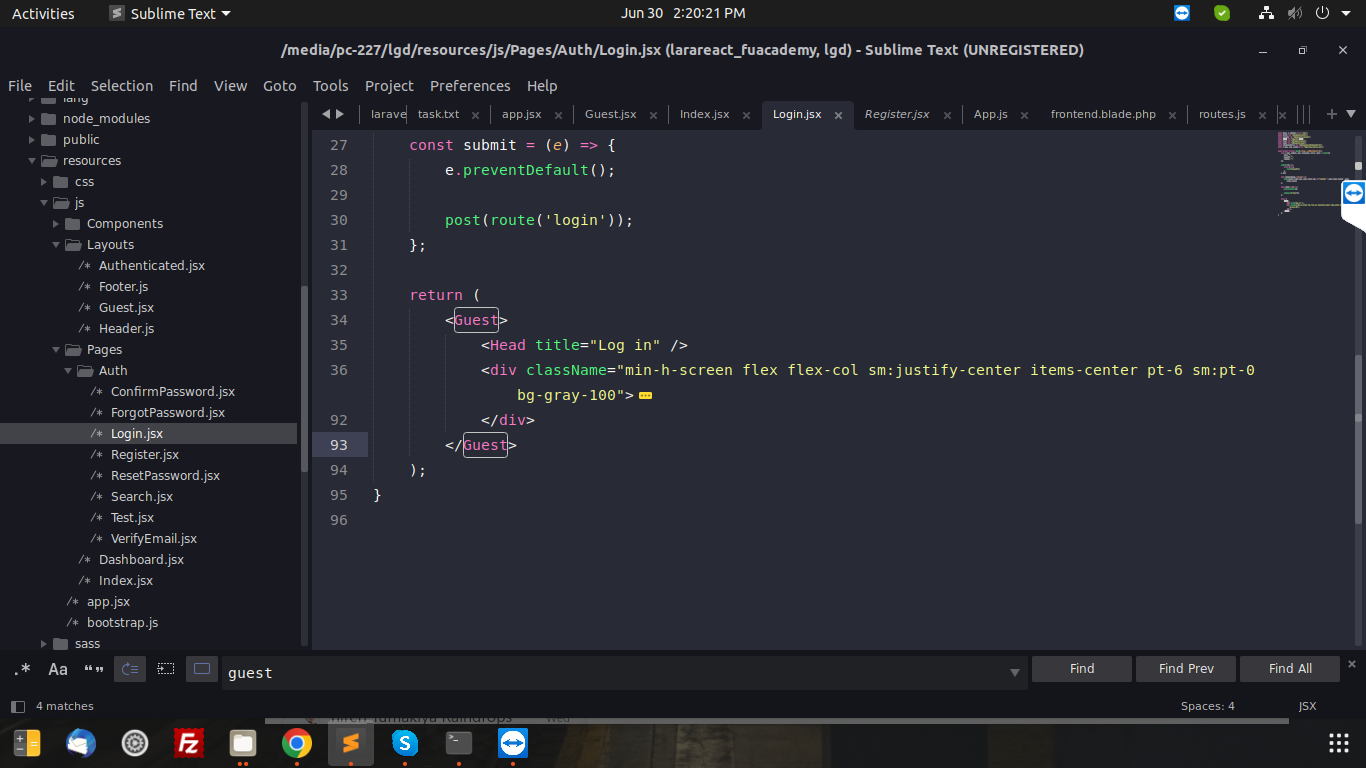 Activities
Sublime Text
Jun 30 2:20:21 PM
/media/pc-227/lgd/resources/js/Pages/Auth/Login.jsx (larareact_fuacademy, lgd) - Sublime Text (UNREGISTERED)
File Edit Selection Find View Goto Tools Project Preferences Help
lang
node_modules
public
resources
css
js
Components
Layouts
/* Authenticated.jsx
/* Footer.js
/* Guest.jsx
/* Header.js
Pages
Auth
/* ConfirmPassword.jsx
/* ForgotPassword.jsx
/* Login.jsx
/* Register.jsx
/* ResetPassword.jsx
/* Search.jsx
/* Test.jsx
/* VerifyEmail.jsx
/* Dashboard.jsx
/* Index.jsx
/* app.jsx
/* bootstrap.js
sass
larave task.txt app.jsx Guest.jsx Index.jsx Login.jsx Register.jsx App.js frontend.blade.php routes.js
27 const submit = (e) => {
28 e.preventDefault();
29
30 post(route('login'));
31 };
32
33 return (
34 <Guest>
35 <Head title="Log in" />
36 <div className="min-h-screen flex flex-col sm:justify-center items-center pt-6 sm:pt-0
bg-gray-100">
92 </div>
93 </Guest>
94 );
95 }
96
.* Aa “” guest Find Find Prev Find All
4 matches
Spaces: 4
JSX
Wed